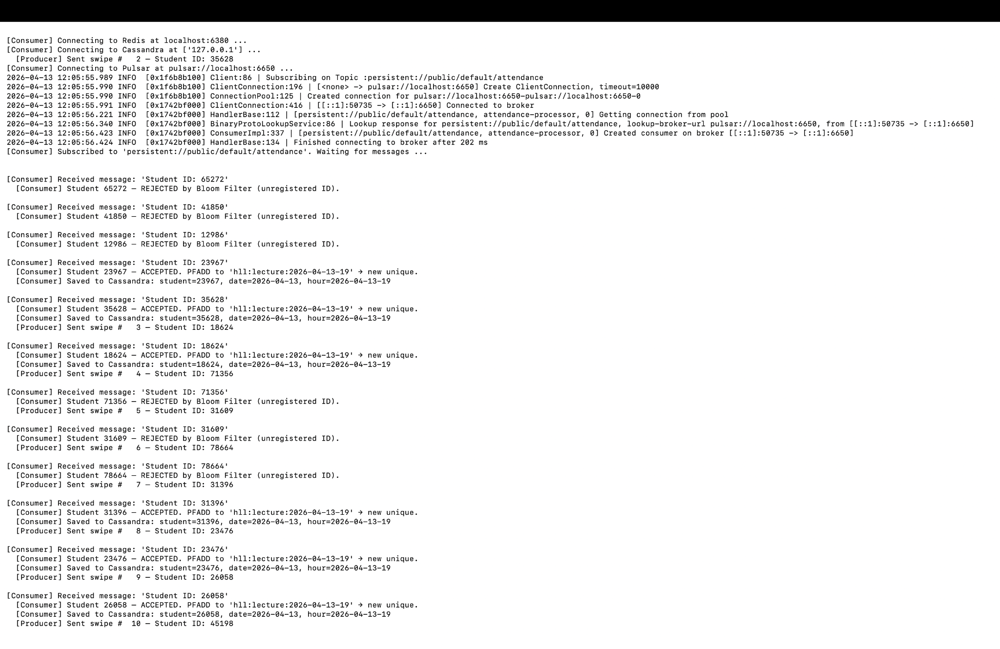 [Consumer] Connecting to Redis at localhost:6380 ...
[Consumer] Connecting to Cassandra at ['127.0.0.1'] ...
  [Producer] Sent swipe #   2 — Student ID: 35628
[Consumer] Connecting to Pulsar at pulsar://localhost:6650 ...
2026-04-13 12:05:55.989 INFO  [0x1f6b8b100] Client:86 | Subscribing on Topic :persistent://public/default/attendance
2026-04-13 12:05:55.990 INFO  [0x1f6b8b100] ClientConnection:196 | [<none> -> pulsar://localhost:6650] Create ClientConnection, timeout=10000
2026-04-13 12:05:55.990 INFO  [0x1f6b8b100] ConnectionPool:125 | Created connection for pulsar://localhost:6650-pulsar://localhost:6650-0
2026-04-13 12:05:55.991 INFO  [0x1742bf000] ClientConnection:416 | [[::1]:50735 -> [::1]:6650] Connected to broker
2026-04-13 12:05:56.221 INFO  [0x1742bf000] HandlerBase:112 | [persistent://public/default/attendance, attendance-processor, 0] Getting connection from pool
2026-04-13 12:05:56.340 INFO  [0x1742bf000] BinaryProtoLookupService:86 | Lookup response for persistent://public/default/attendance, lookup-broker-url pulsar://localhost:6650, from [[::1]:50735 -> [::1]:6650]
2026-04-13 12:05:56.423 INFO  [0x1742bf000] ConsumerImpl:337 | [persistent://public/default/attendance, attendance-processor, 0] Created consumer on broker [[::1]:50735 -> [::1]:6650]
2026-04-13 12:05:56.424 INFO  [0x1742bf000] HandlerBase:134 | Finished connecting to broker after 202 ms
[Consumer] Subscribed to 'persistent://public/default/attendance'. Waiting for messages ...
[Consumer] Received message: 'Student ID: 65272'
  [Consumer] Student 65272 — REJECTED by Bloom Filter (unregistered ID).
[Consumer] Received message: 'Student ID: 41850'
  [Consumer] Student 41850 — REJECTED by Bloom Filter (unregistered ID).
[Consumer] Received message: 'Student ID: 12986'
  [Consumer] Student 12986 — REJECTED by Bloom Filter (unregistered ID).
[Consumer] Received message: 'Student ID: 23967'
  [Consumer] Student 23967 — ACCEPTED. PFADD to 'hll:lecture:2026-04-13-19' → new unique.
  [Consumer] Saved to Cassandra: student=23967, date=2026-04-13, hour=2026-04-13-19
[Consumer] Received message: 'Student ID: 35628'
  [Consumer] Student 35628 — ACCEPTED. PFADD to 'hll:lecture:2026-04-13-19' → new unique.
  [Consumer] Saved to Cassandra: student=35628, date=2026-04-13, hour=2026-04-13-19
  [Producer] Sent swipe #   3 — Student ID: 18624
[Consumer] Received message: 'Student ID: 18624'
  [Consumer] Student 18624 — ACCEPTED. PFADD to 'hll:lecture:2026-04-13-19' → new unique.
  [Consumer] Saved to Cassandra: student=18624, date=2026-04-13, hour=2026-04-13-19
  [Producer] Sent swipe #   4 — Student ID: 71356
[Consumer] Received message: 'Student ID: 71356'
  [Consumer] Student 71356 — REJECTED by Bloom Filter (unregistered ID).
  [Producer] Sent swipe #   5 — Student ID: 31609
[Consumer] Received message: 'Student ID: 31609'
  [Consumer] Student 31609 — REJECTED by Bloom Filter (unregistered ID).
  [Producer] Sent swipe #   6 — Student ID: 78664
[Consumer] Received message: 'Student ID: 78664'
  [Consumer] Student 78664 — REJECTED by Bloom Filter (unregistered ID).
  [Producer] Sent swipe #   7 — Student ID: 31396
[Consumer] Received message: 'Student ID: 31396'
  [Consumer] Student 31396 — ACCEPTED. PFADD to 'hll:lecture:2026-04-13-19' → new unique.
  [Consumer] Saved to Cassandra: student=31396, date=2026-04-13, hour=2026-04-13-19
  [Producer] Sent swipe #   8 — Student ID: 23476
[Consumer] Received message: 'Student ID: 23476'
  [Consumer] Student 23476 — ACCEPTED. PFADD to 'hll:lecture:2026-04-13-19' → new unique.
  [Consumer] Saved to Cassandra: student=23476, date=2026-04-13, hour=2026-04-13-19
  [Producer] Sent swipe #   9 — Student ID: 26058
[Consumer] Received message: 'Student ID: 26058'
  [Consumer] Student 26058 — ACCEPTED. PFADD to 'hll:lecture:2026-04-13-19' → new unique.
  [Consumer] Saved to Cassandra: student=26058, date=2026-04-13, hour=2026-04-13-19
  [Producer] Sent swipe #  10 — Student ID: 45198